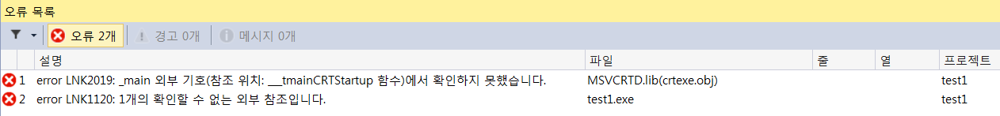 오류 목록
오류 2개 경고 0개 메시지 0개
설명 파일 줄 열 프로젝트
1 error LNK2019: _main 외부 기호(참조 위치: ___tmainCRTStartup 함수)에서 확인하지 못했습니다. MSVCRTD.lib(crtexe.obj) test1
2 error LNK1120: 1개의 확인할 수 없는 외부 참조입니다. test1.exe test1